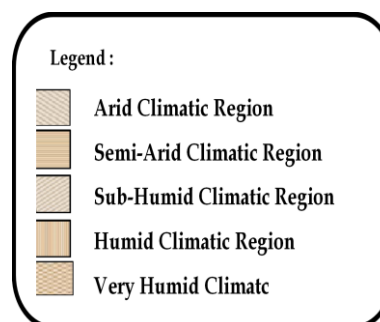 Legend :
Arid Climatic Region
Semi-Arid Climatic Region
Sub-Humid Climatic Region
Humid Climatic Region
Very Humid Climatc